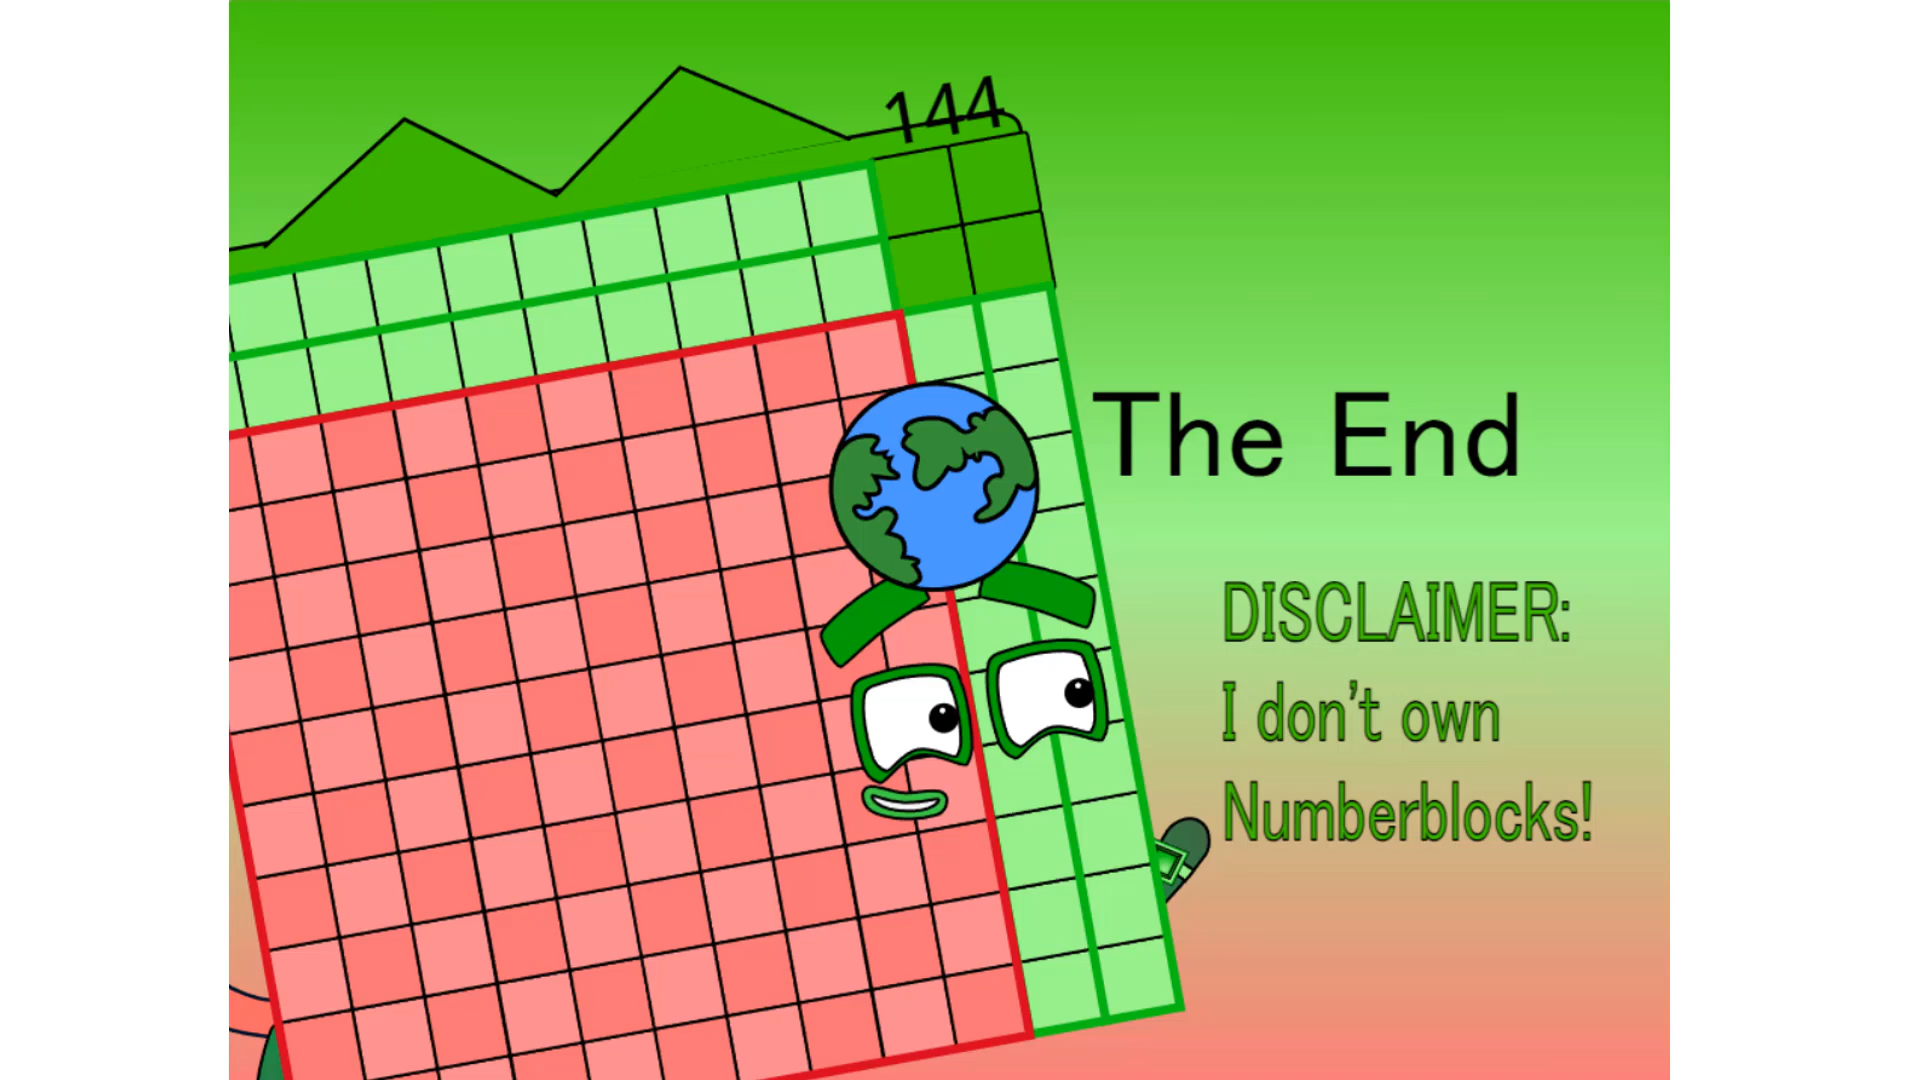 144
The End
DISCLAIMER:
I don't own
Numberblocks!